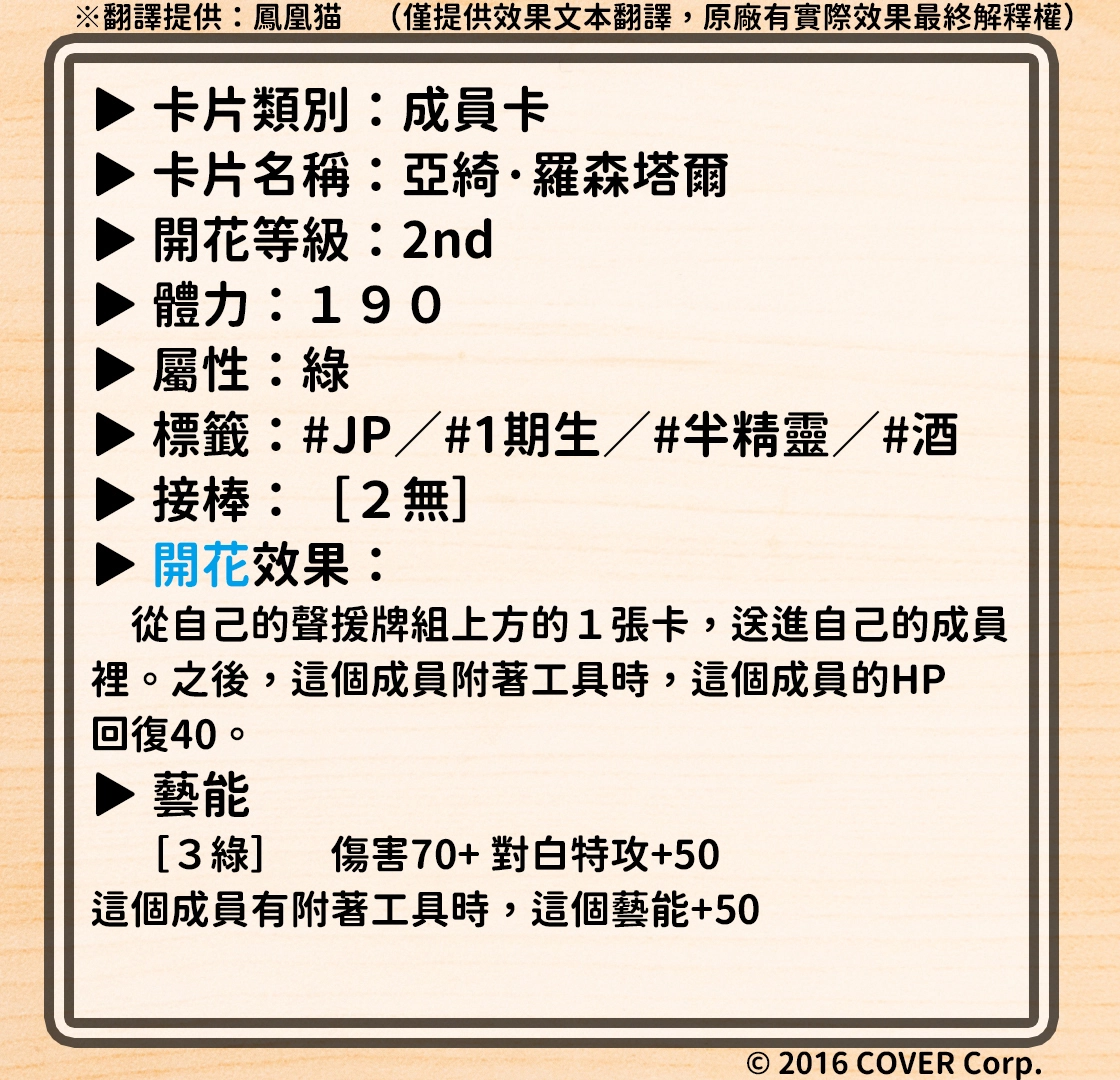 ※翻譯提供：鳳凰猫　（僅提供效果文本翻譯，原廠有實際效果最終解釋權）
▶ 卡片類別：成員卡
▶ 卡片名稱：亞綺·羅森塔爾
▶ 開花等級：2nd
▶ 體力：１９０
▶ 屬性：綠
▶ 標籤：#JP／#1期生／#半精靈／#酒
▶ 接棒：［２無］
▶ 開花效果：
從自己的聲援牌組上方的１張卡，送進自己的成員
裡。之後，這個成員附著工具時，這個成員的HP
回復40。
▶ 藝能
［３綠］　傷害70+ 對白特攻+50
這個成員有附著工具時，這個藝能+50
© 2016 COVER Corp.